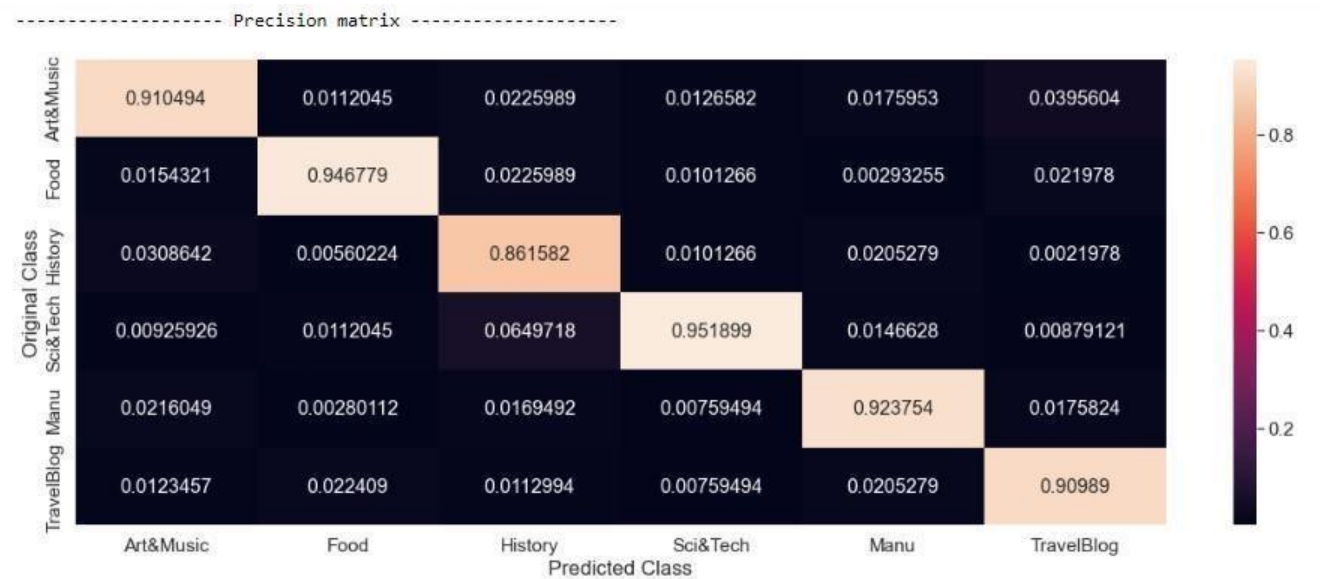 -------------------- Precision matrix --------------------
Art&Music 0.910494 0.0112045 0.0225989 0.0126582 0.0175953 0.0395604
Food 0.0154321 0.946779 0.0225989 0.0101266 0.00293255 0.021978
History 0.0308642 0.00560224 0.861582 0.0101266 0.0205279 0.0021978
Sci&Tech 0.00925926 0.0112045 0.0649718 0.951899 0.0146628 0.00879121
Manu 0.0216049 0.00280112 0.0169492 0.00759494 0.923754 0.0175824
TravelBlog 0.0123457 0.022409 0.0112994 0.00759494 0.0205279 0.90989
Original Class
Art&Music Food History Sci&Tech Manu TravelBlog
Predicted Class
0.8
0.6
0.4
0.2